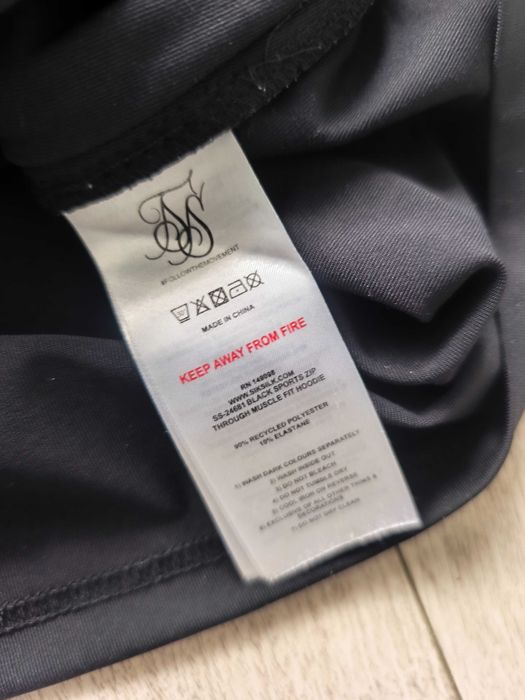 #FOLLOWTHEMOVEMENT
MADE IN CHINA
KEEP AWAY FROM FIRE
RN 149098
WWW.SIKSILK.COM
SS-24681 BLACK SPORTS ZIP
THROUGH MUSCLE FIT HOODIE
90% RECYCLED POLYESTER
10% ELASTANE
1) WASH DARK COLOURS SEPARATELY
2) WASH INSIDE OUT
3) DO NOT BLEACH
4) DO NOT TUMBLE DRY
5) COOL IRON ON REVERSE
6) EXCLUSIVE OF ALL OTHER TRIMS &
DECORATIONS
7) DO NOT DRY CLEAN